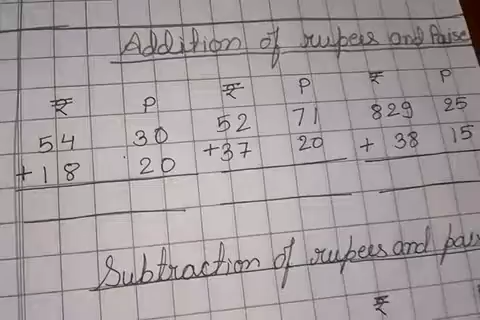 Addition of rupees and Paise
₹ P ₹ P ₹ P
54 30 52 71 829 25
+18 20 +37 20 + 38 15
Subtraction of rupees and
₹